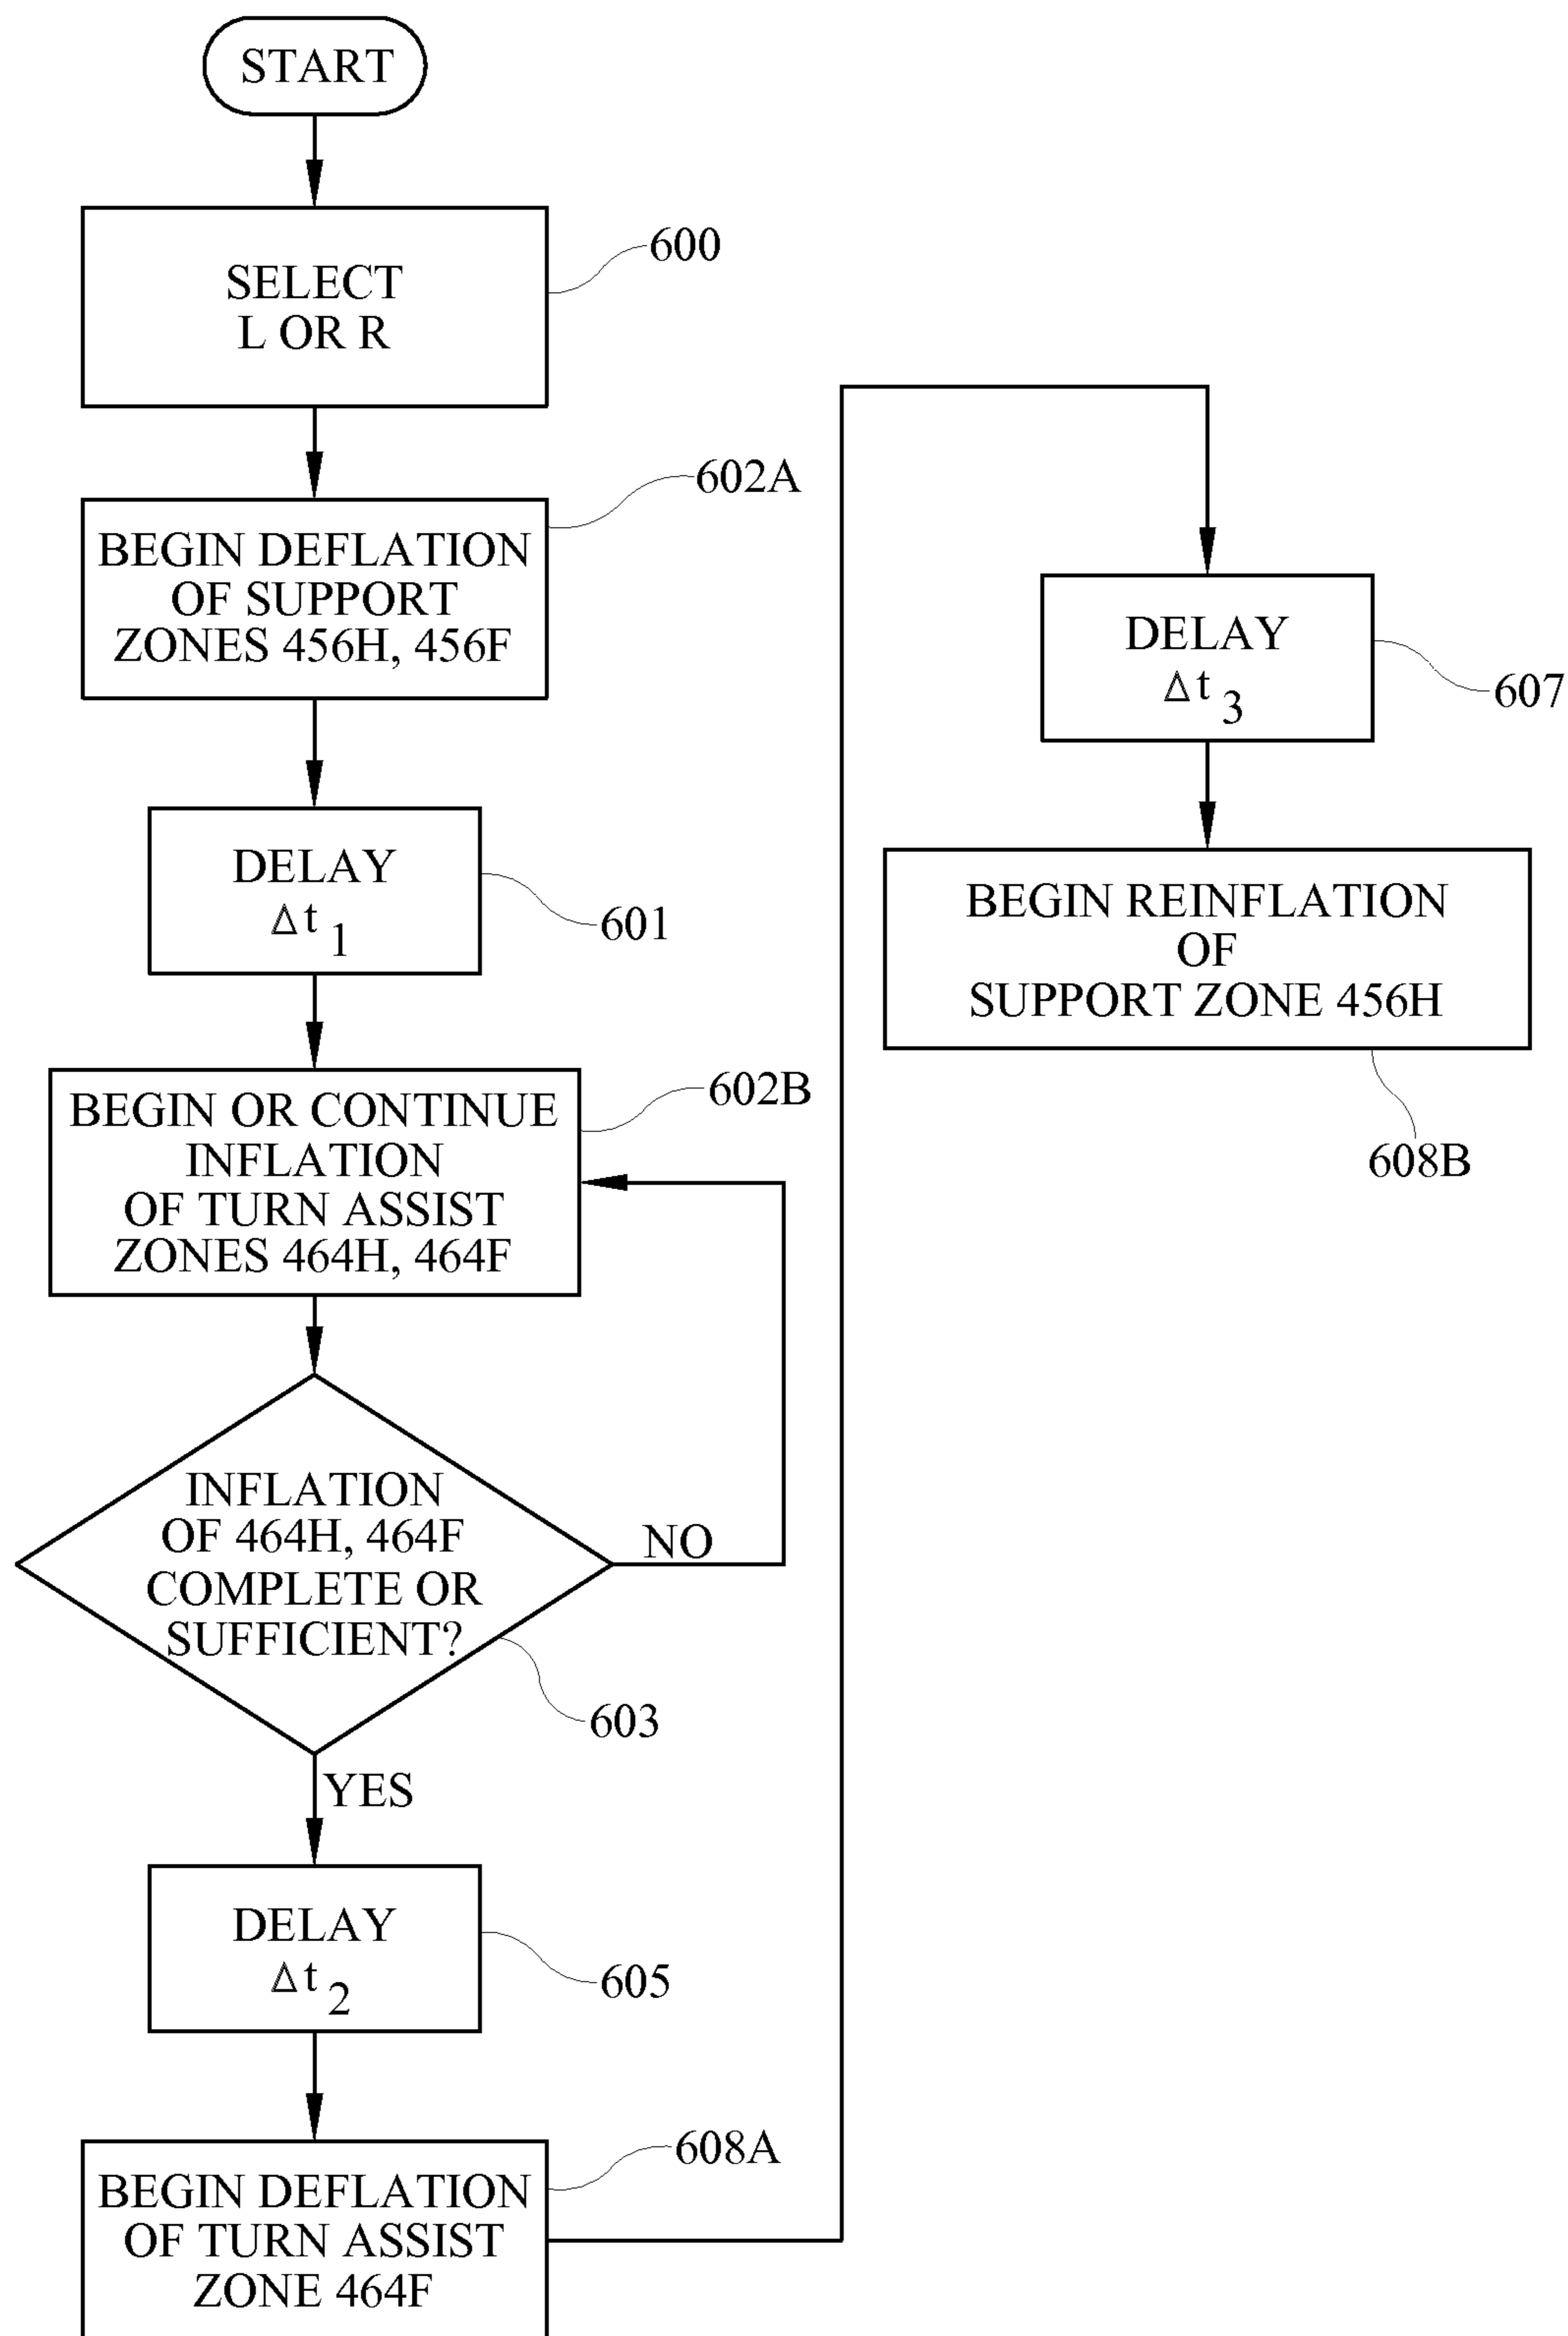 START
600
SELECT
L OR R
602A
BEGIN DEFLATION
OF SUPPORT
ZONES 456H, 456F
DELAY
Δt 1
601
602B
BEGIN OR CONTINUE
INFLATION
OF TURN ASSIST
ZONES 464H, 464F
INFLATION
OF 464H, 464F
COMPLETE OR
SUFFICIENT?
NO
603
YES
DELAY
Δt 2
605
608A
BEGIN DEFLATION
OF TURN ASSIST
ZONE 464F
DELAY
Δt 3
607
BEGIN REINFLATION
OF
SUPPORT ZONE 456H
608B